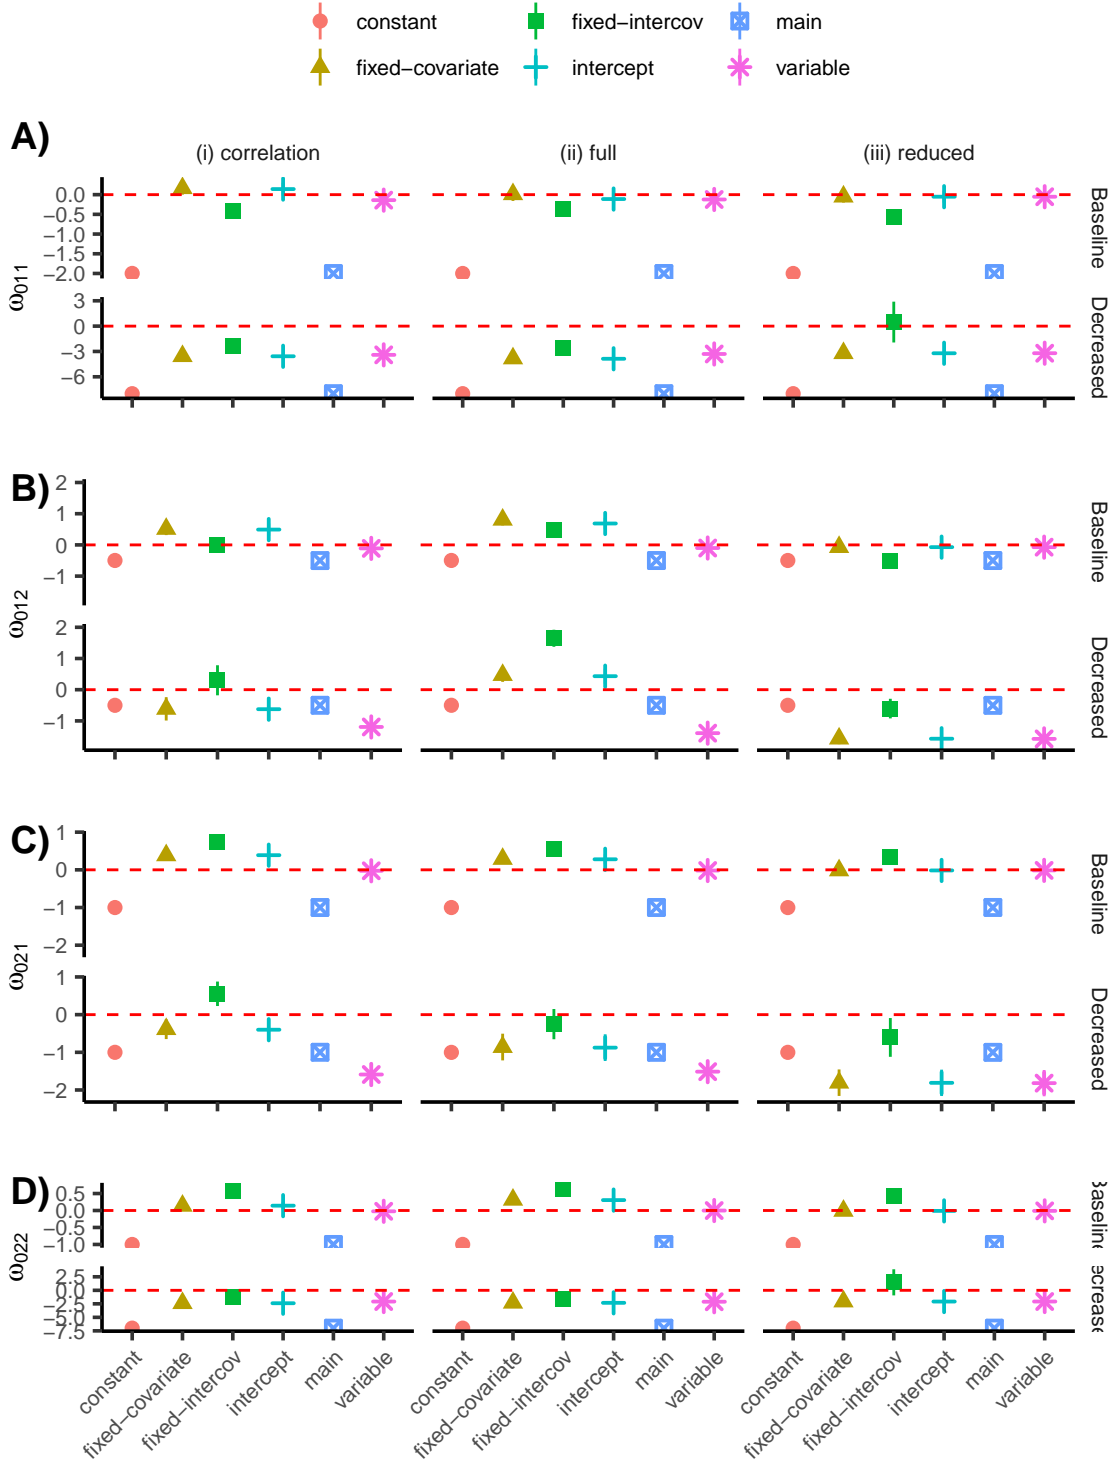 constant fixed−intercov main
fixed−covariate intercept variable
A)
(i) correlation (ii) full (iii) reduced
ω011
0.0
−0.5
−1.0
−1.5
−2.0
Baseline
3
0
−3
−6
Decreased
B)
ω012
2
1
0
−1
Baseline
2
1
0
−1
Decreased
C)
ω021
1
0
−1
−2
Baseline
1
0
−1
−2
Decreased
D)
ω022
0.5
0.0
−0.5
−1.0
Baseline
2.5
0.0
−2.5
−5.0
−7.5
ecrease
constant fixed−covariate fixed−intercov intercept main variable constant fixed−covariate fixed−intercov intercept main variable constant fixed−covariate fixed−intercov intercept main variable